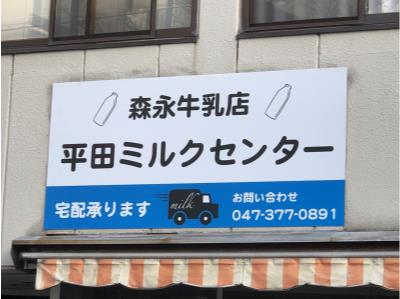 森永牛乳店
平田ミルクセンター
宅配承ります
milk
お問い合わせ
047-377-0891